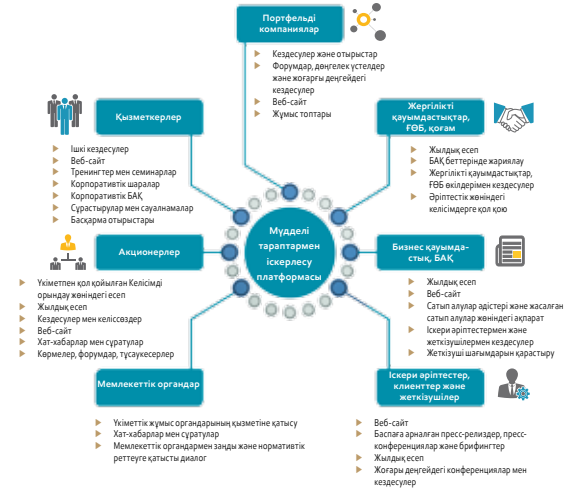 Портфельді
компаниялар
Кездесулер және отырыстар
Форумдар, дөңгелек үстелдер
және жоғарғы деңгейдегі
кездесулер
Веб-сайт
Жұмыс топтары
Қызметкерлер
Ішкі кездесулер
Веб-сайт
Тренингтер мен семинарлар
Корпоративтік шаралар
Корпоративтік БАҚ
Сұрастырулар мен сауалнамалар
Басқарма отырыстары
Жергілікті
қауымдастықтар,
ҒӨБ, қоғам
Жылдық есеп
БАҚ беттерінде жариялау
Жергілікті қауымдастықтар,
ҒӨБ өкілдерімен кездесулер
Әріптестік жөніндегі
келісімдерге қол қою
Мүдделі
тараптармен
іскерлесу
платформасы
Акционерлер
Үкіметпен қол қойылған Келісімді
орындау жөніндегі есеп
Жылдық есеп
Кездесулер мен келіссөздер
Веб-сайт
Хат-хабарлар мен сұратулар
Көрмелер, форумдар, тұсаукесерлер
Бизнес қауымда-
стық, БАҚ
Жылдық есеп
Веб-сайт
Сатып алулар әдістері және жасалған
сатып алулар жөніндегі ақпарат
Іскери әріптестермен және
жеткізушілермен кездесулер
Жеткізуші шағымдарын қарастыру
Мемлекеттік органдар
Үкіметтік жұмыс органдарының қызметіне қатысу
Хат-хабарлар мен сұратулар
Мемлекеттік органдармен заңды және нормативтік
реттеуге қатысты диалог
Іскери әріптестер,
клиенттер және
жеткізушілер
Веб-сайт
Баспаға арналған пресс-релиздер, пресс-
конференциялар және брифингтер
Жылдық есеп
Жоғары деңгейдегі конференциялар мен
кездесулер